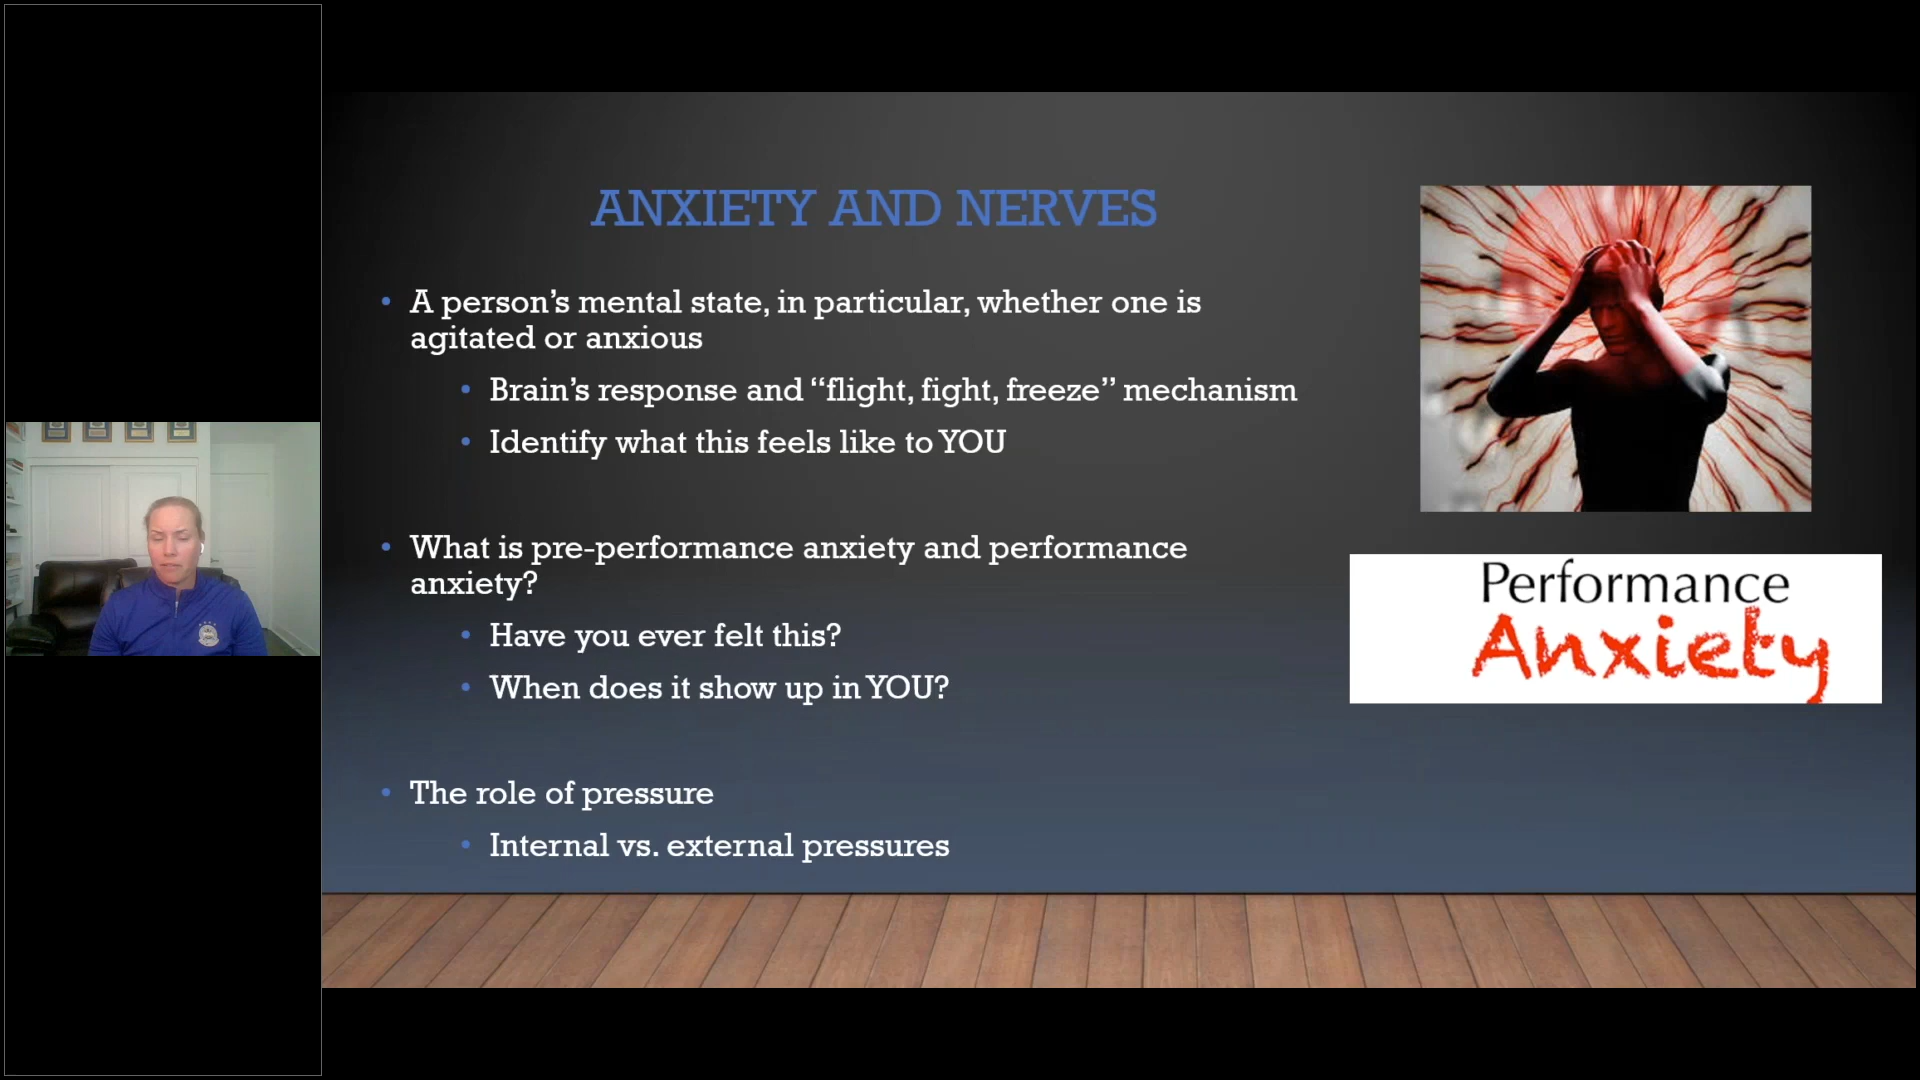 ANXIETY AND NERVES
• A person’s mental state, in particular, whether one is
agitated or anxious
• Brain’s response and “flight, fight, freeze” mechanism
• Identify what this feels like to YOU
• What is pre-performance anxiety and performance
anxiety?
• Have you ever felt this?
• When does it show up in YOU?
• The role of pressure
• Internal vs. external pressures
Performance
Anxiety